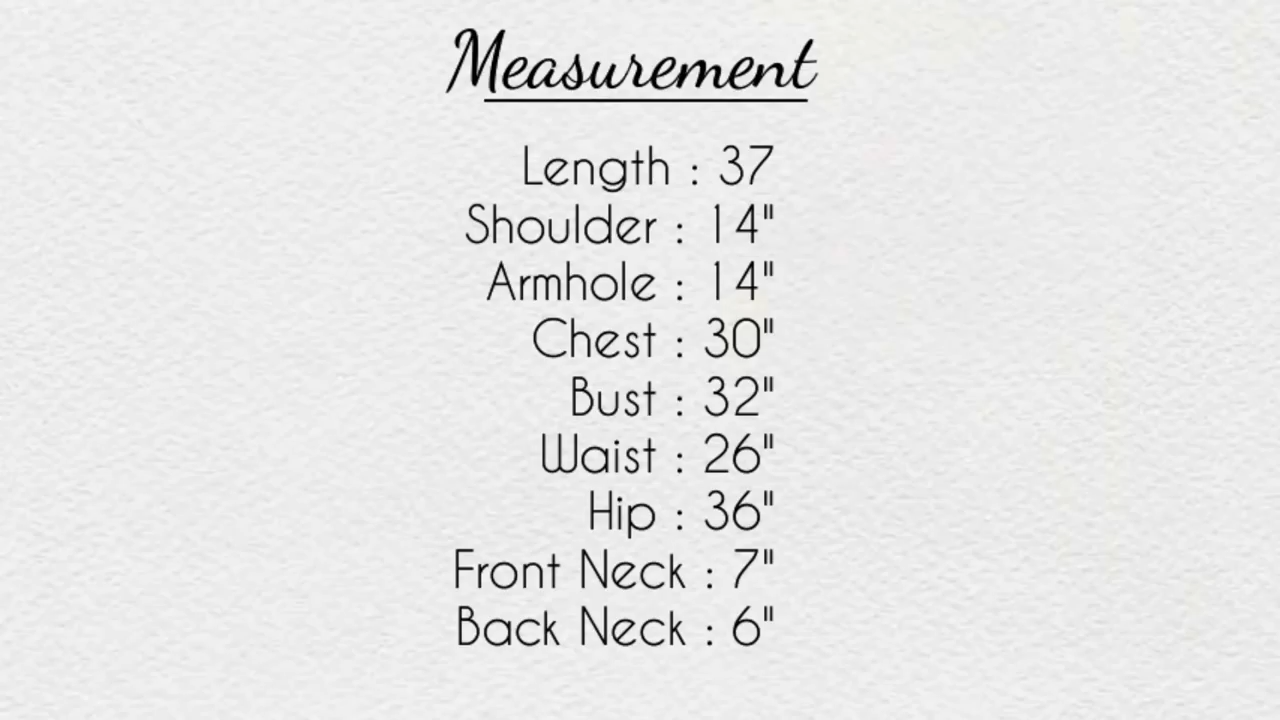 Measurement
Length : 37
Shoulder : 14"
Armhole : 14"
Chest : 30"
Bust : 32"
Waist : 26"
Hip : 36"
Front Neck : 7"
Back Neck : 6"